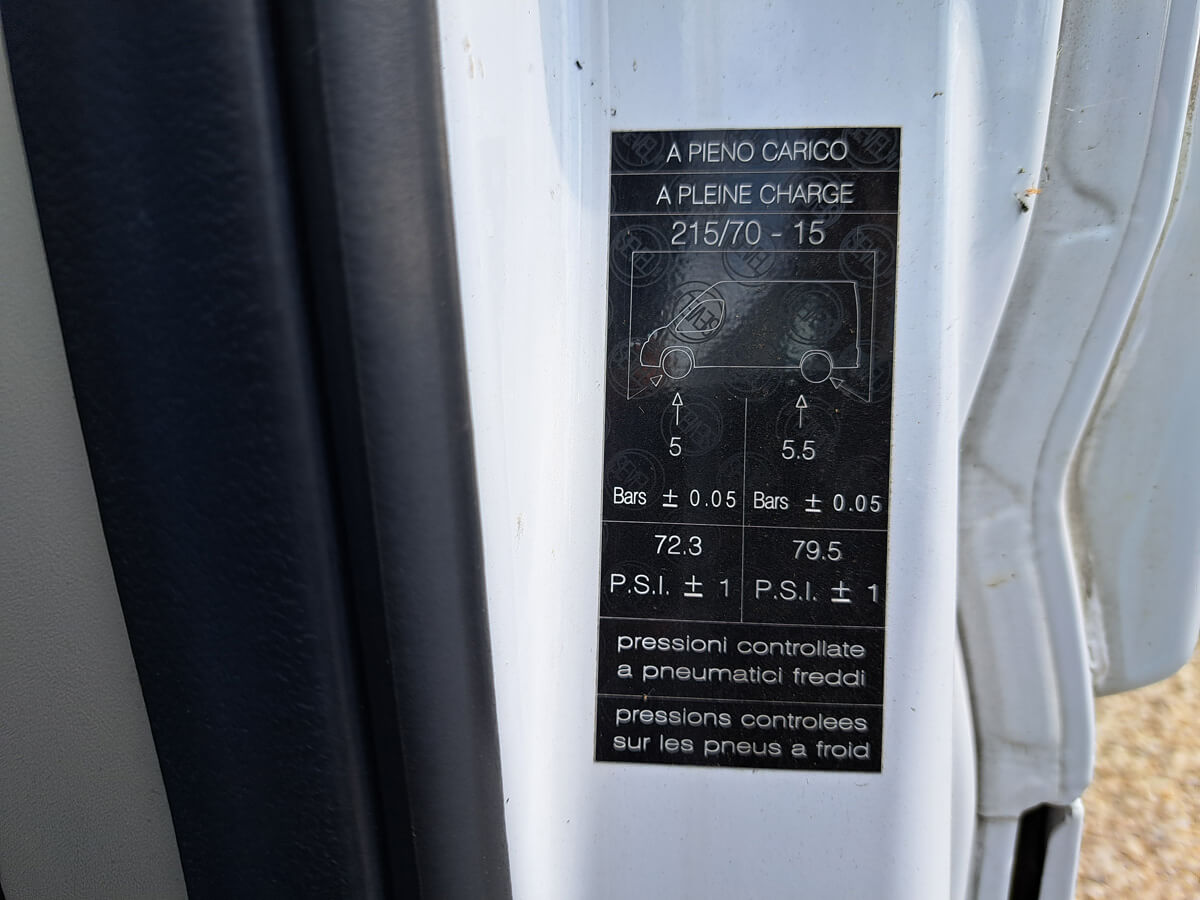 A PIENO CARICO
A PLEINE CHARGE
215/70 - 15
5 5.5
Bars ± 0.05 Bars ± 0.05
72.3 79.5
P.S.I. ± 1 P.S.I. ± 1
pressioni controllate
a pneumatici freddi
pressions controlees
sur les pneus a froid